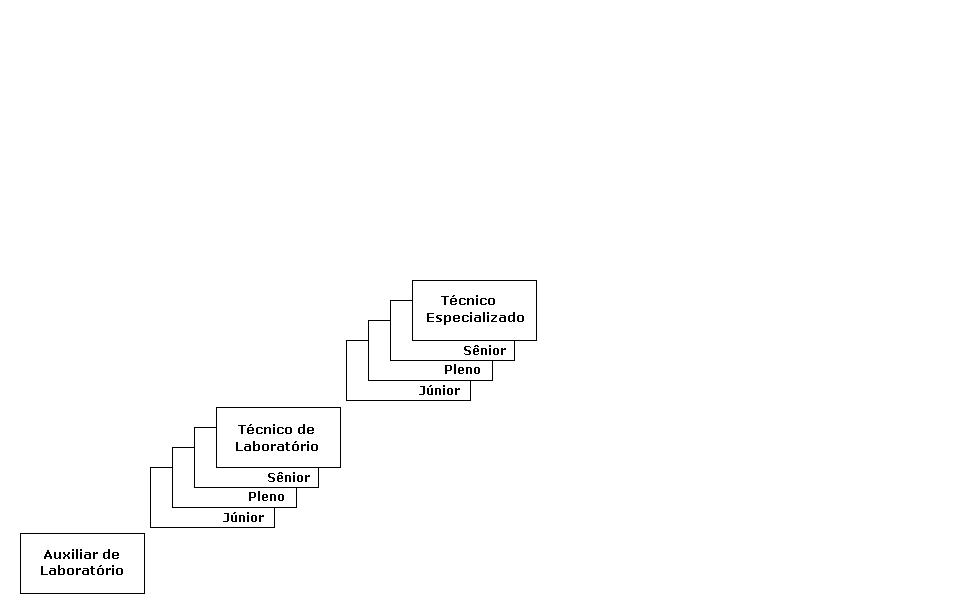 Técnico
Especializado
Sênior
Pleno
Júnior
Técnico de
Laboratório
Sênior
Pleno
Júnior
Auxiliar de
Laboratório